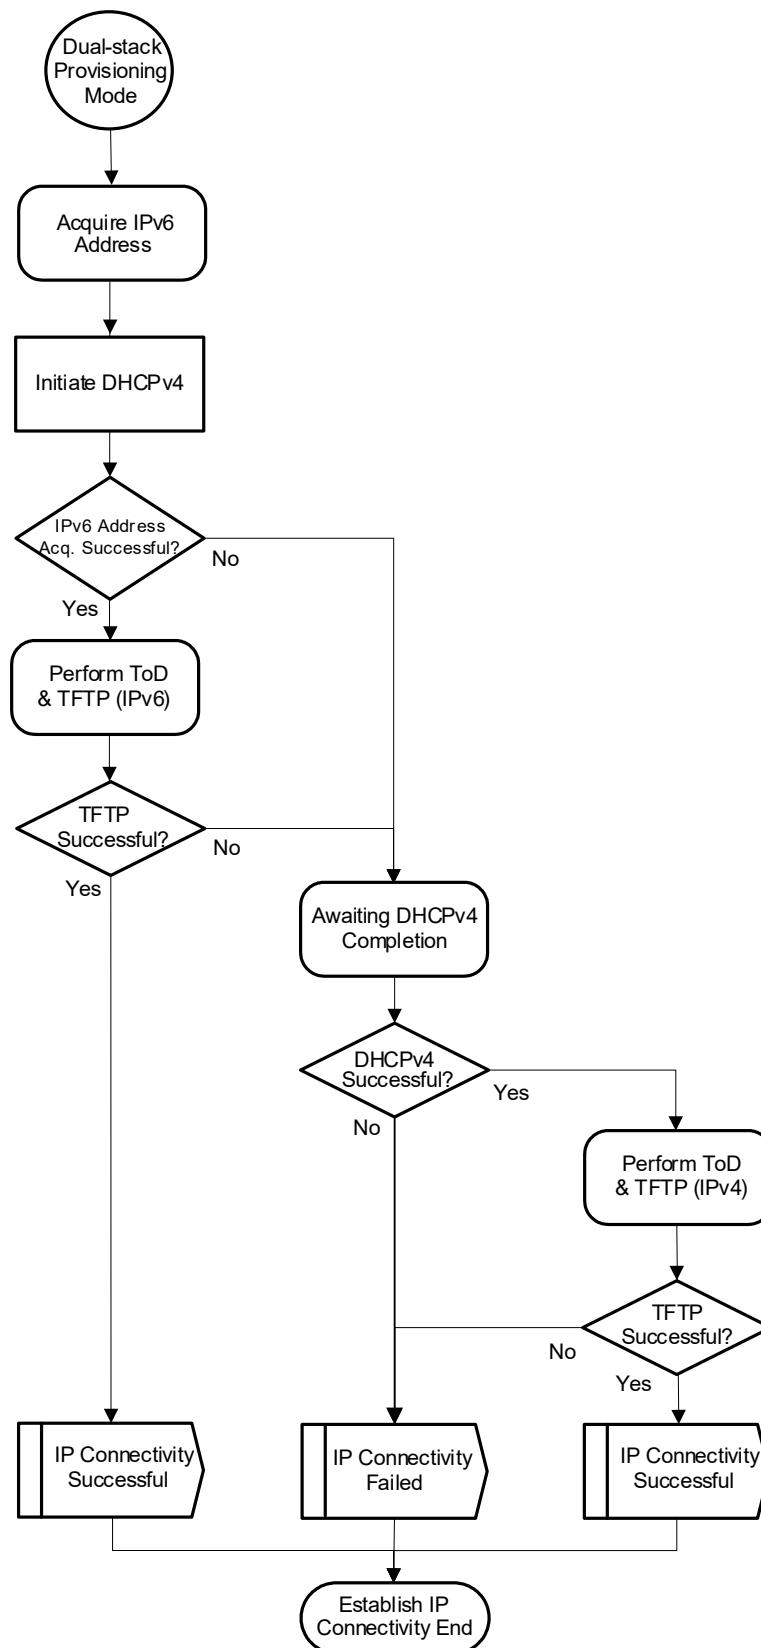 Dual-stack
Provisioning
Mode
Acquire IPv6
Address
Initiate DHCPv4
IPv6 Address
Acq. Successful?
No
Yes
Perform ToD
& TFTP (IPv6)
TFTP
Successful?
No
Yes
Awaiting DHCPv4
Completion
DHCPv4
Successful?
Yes
No
Perform ToD
& TFTP (IPv4)
TFTP
Successful?
No
Yes
IP Connectivity
Successful
IP Connectivity
Failed
IP Connectivity
Successful
Establish IP
Connectivity End